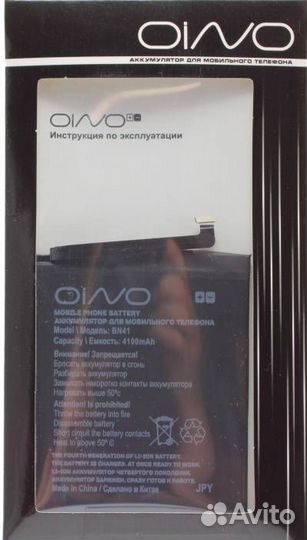 OINO
АККУМУЛЯТОР ДЛЯ МОБИЛЬНОГО ТЕЛЕФОНА
OINO
Инструкция по эксплуатации
OINO
MOBILE PHONE BATTERY
АККУМУЛЯТОР ДЛЯ МОБИЛЬНОГО ТЕЛЕФОНА
Model \ Модель: BN41
Capacity \ Емкость: 4100mAh
Внимание! Запрещается!
Бросать аккумулятор в огонь
Разбирать аккумулятор
Замыкать накоротко контакты аккумулятора
Нагревать выше 50°c
Attention! Is prohibited!
Throw the battery into fire
Disassemble battery
Short circuit the battery contacts
Heat to above 50° C
THE FOURTH GENERATION OF LI-ION BATTERY.
THE BATTERY IS CHARGED AND READY FOR USE.
LI-ION АККУМУЛЯТОР ЧЕТВЕРТОГО ПОКОЛЕНИЯ.
АККУМУЛЯТОР ЗАРЯЖЕН, СРАЗУ ГОТОВ К РАБОТЕ.
Made in China / Сделано в Китае
JPY
Avito